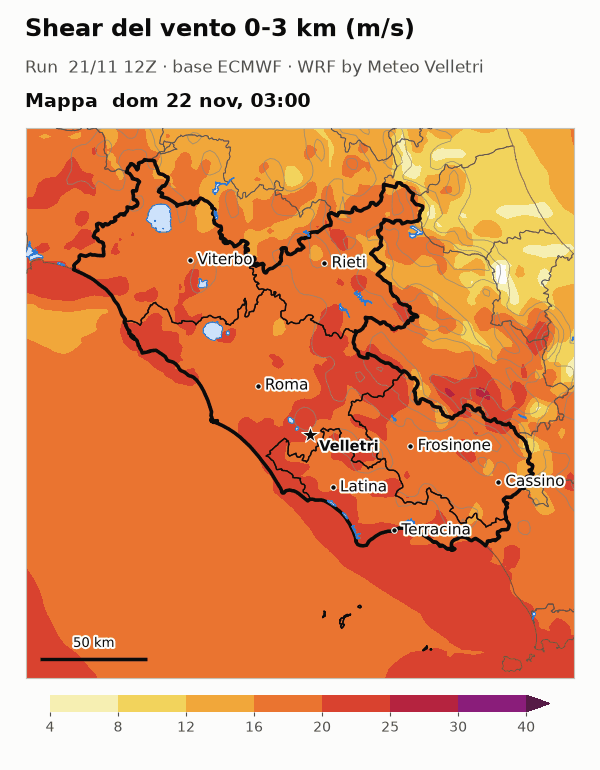 Shear del vento 0-3 km (m/s)
Run  21/11 12Z · base ECMWF · WRF by Meteo Velletri
Mappa  dom 22 nov, 03:00
Viterbo
Rieti
Roma
Velletri
Frosinone
Latina
Cassino
Terracina
50 km
4 8 12 16 20 25 30 40